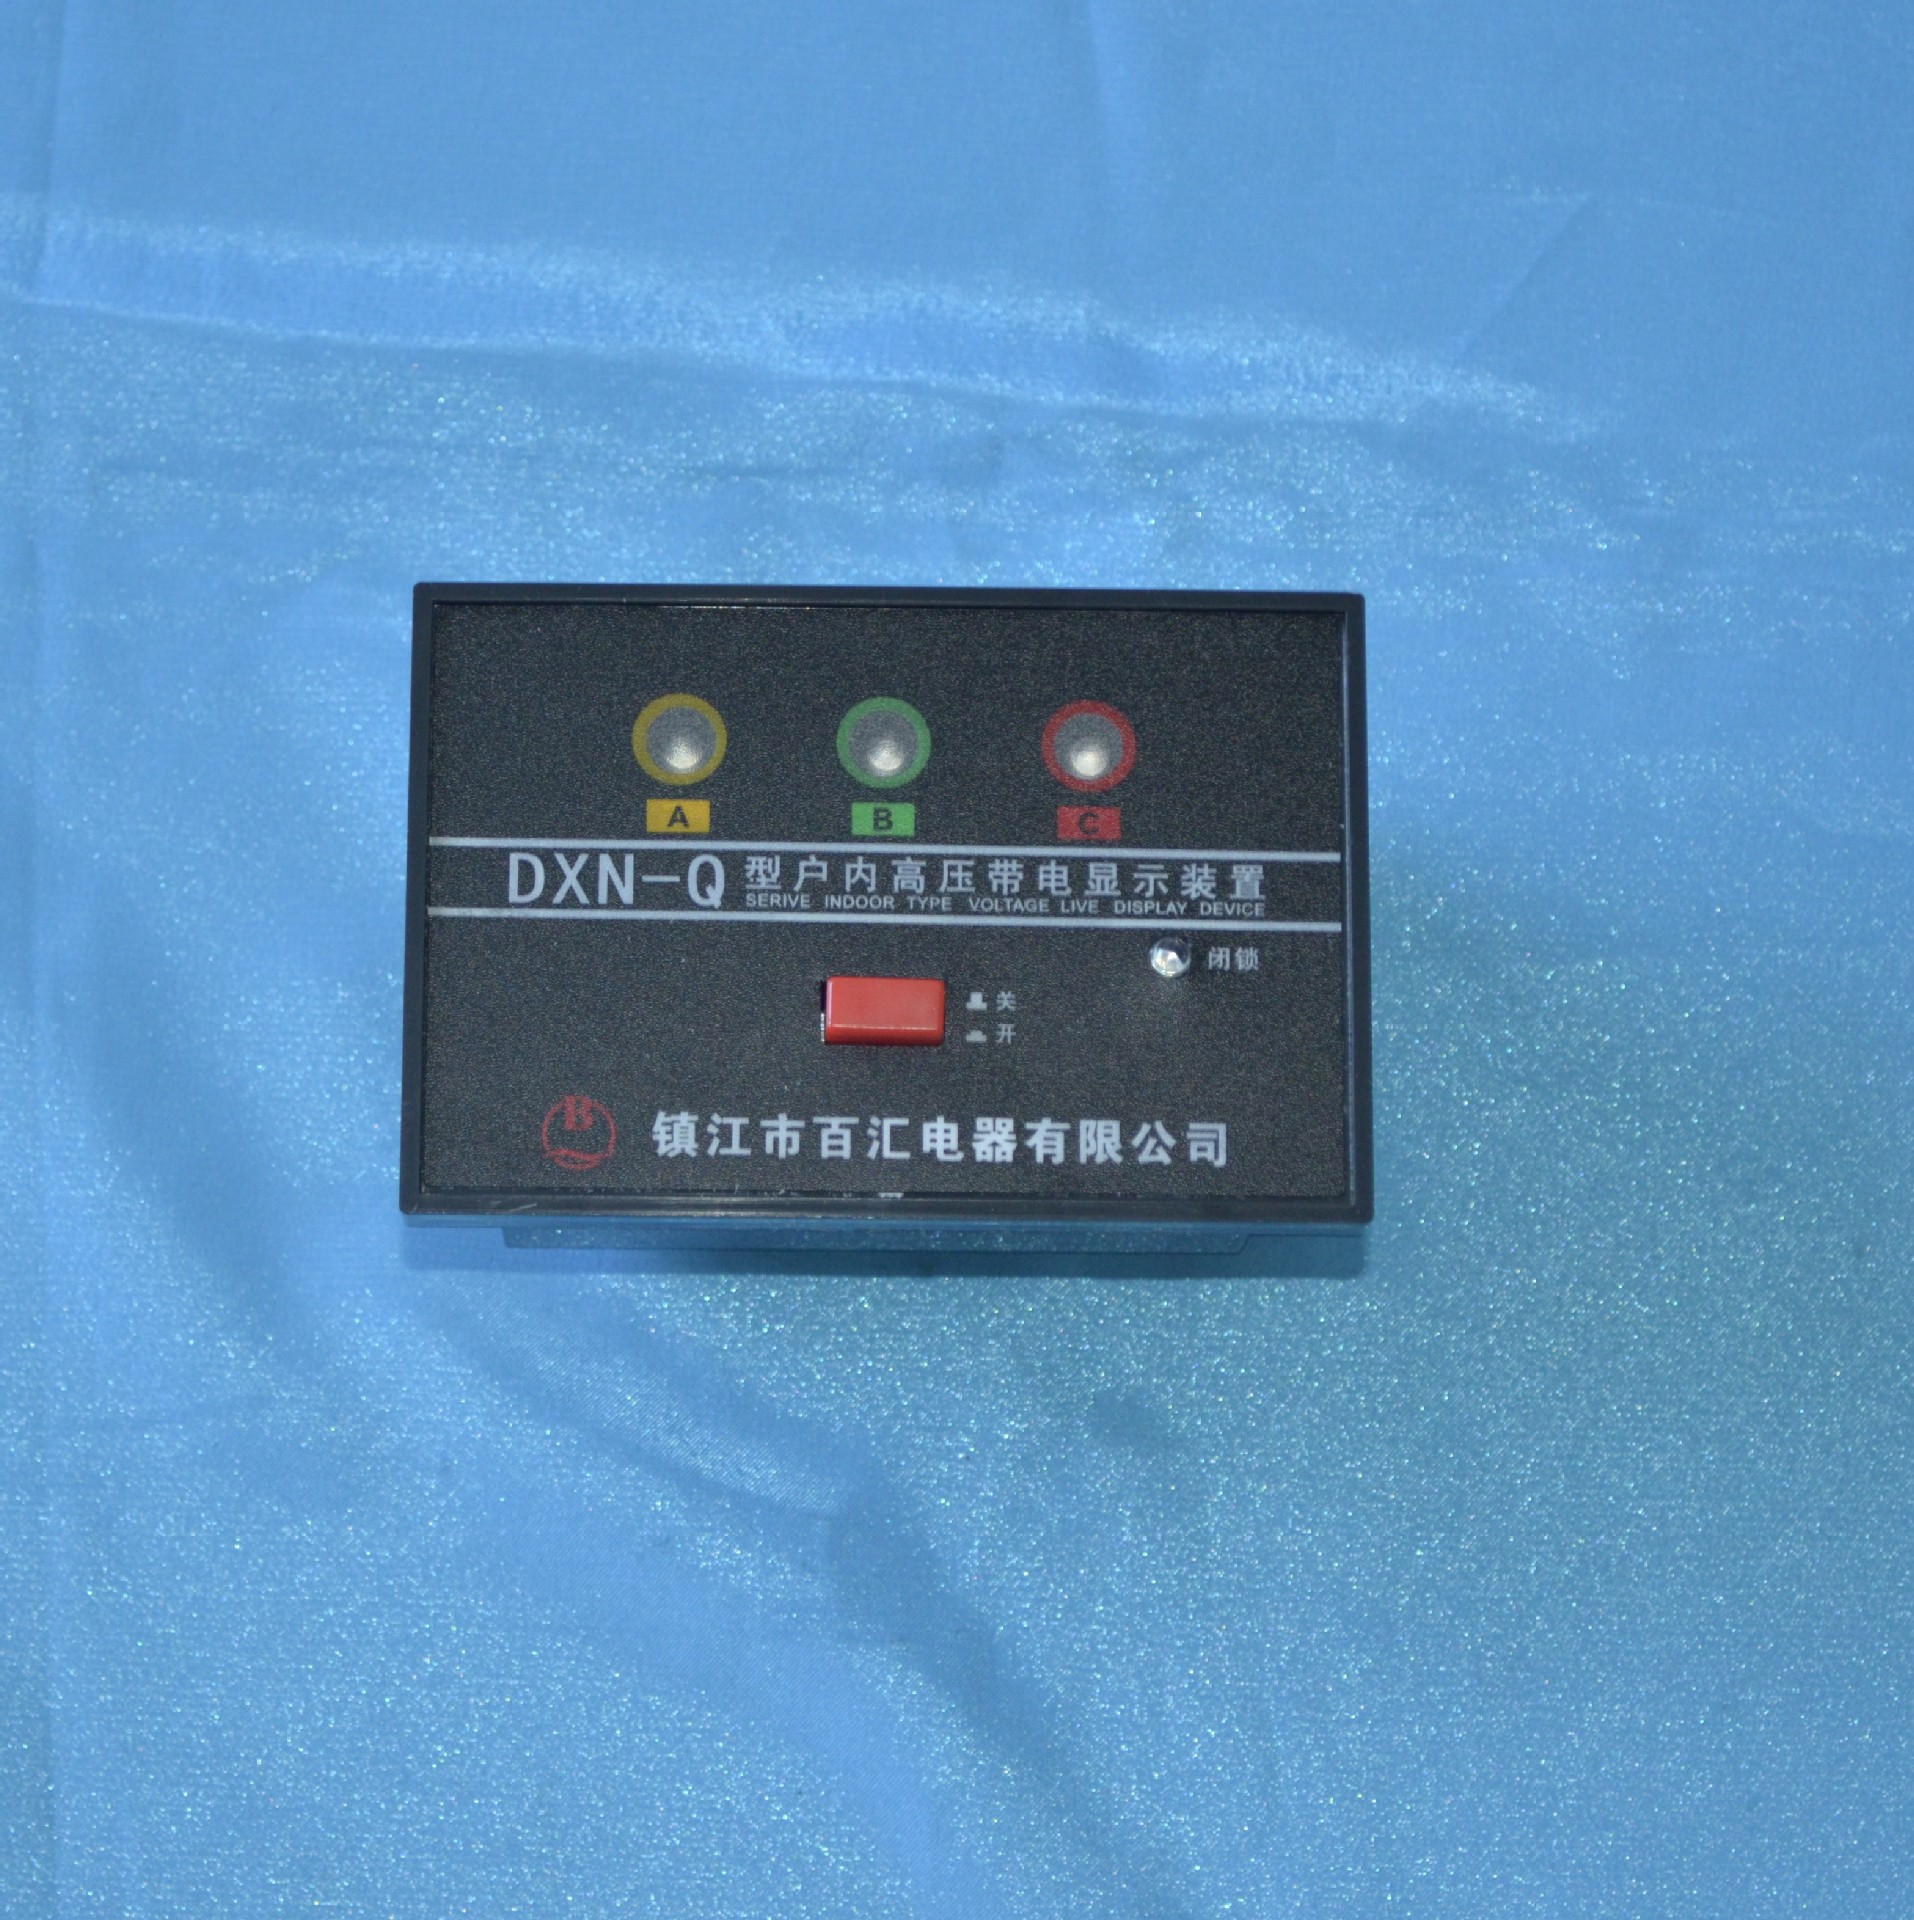 A B C
DXN-Q 型户内高压带电显示装置
SERIVE INDOOR TYPE VOLTAGE LIVE DISPLAY DEVICE
闭锁
关
开
B 镇江市百汇电器有限公司